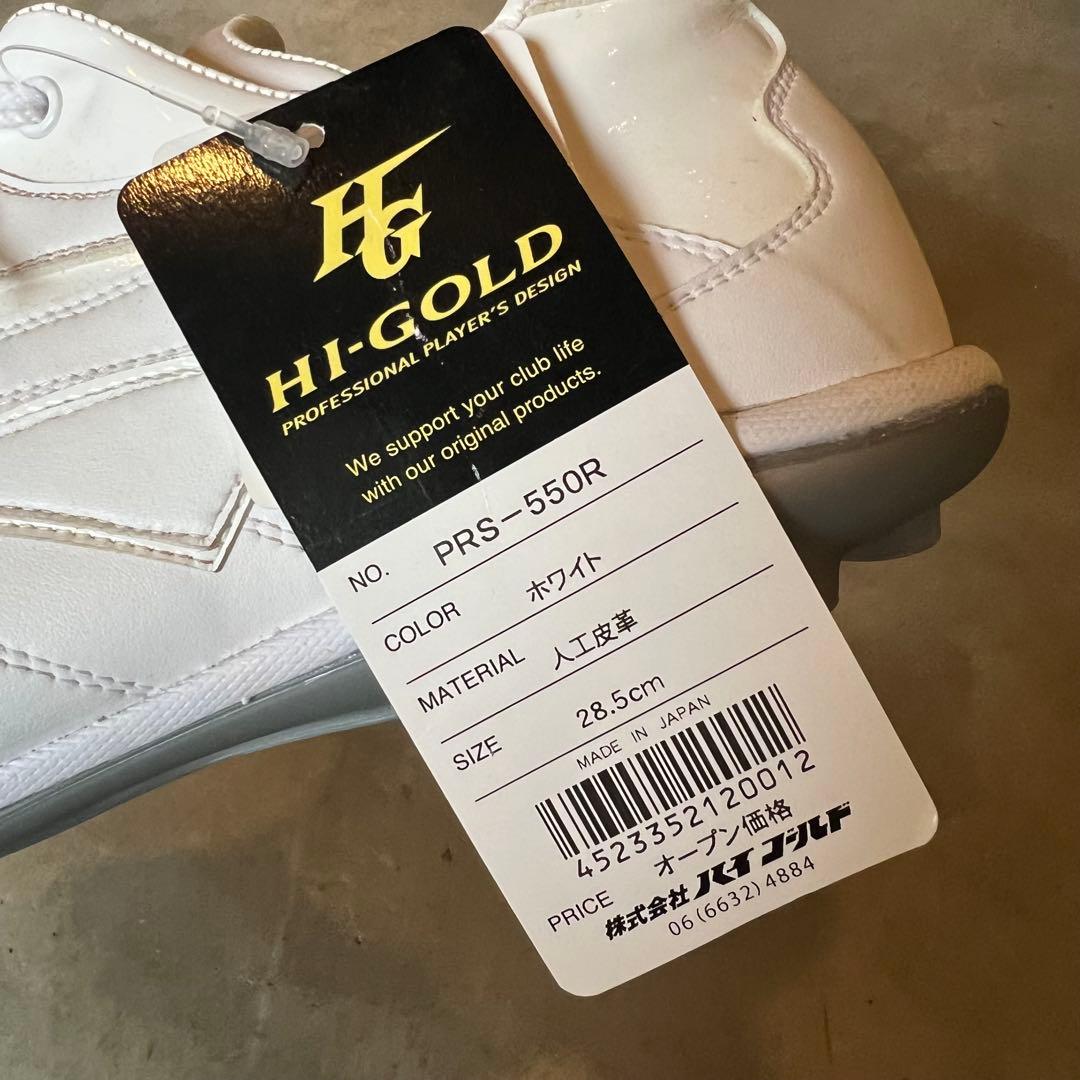 HG
HI-GOLD
PROFESSIONAL PLAYER'S DESIGN
We support your club life
with our original products.
NO. PRS-550R
COLOR ホワイト
MATERIAL 人工皮革
SIZE 28.5cm
MADE IN JAPAN
4523352120012
オープン価格
PRICE 株式会社 ハイゴールド
06(6632)4884